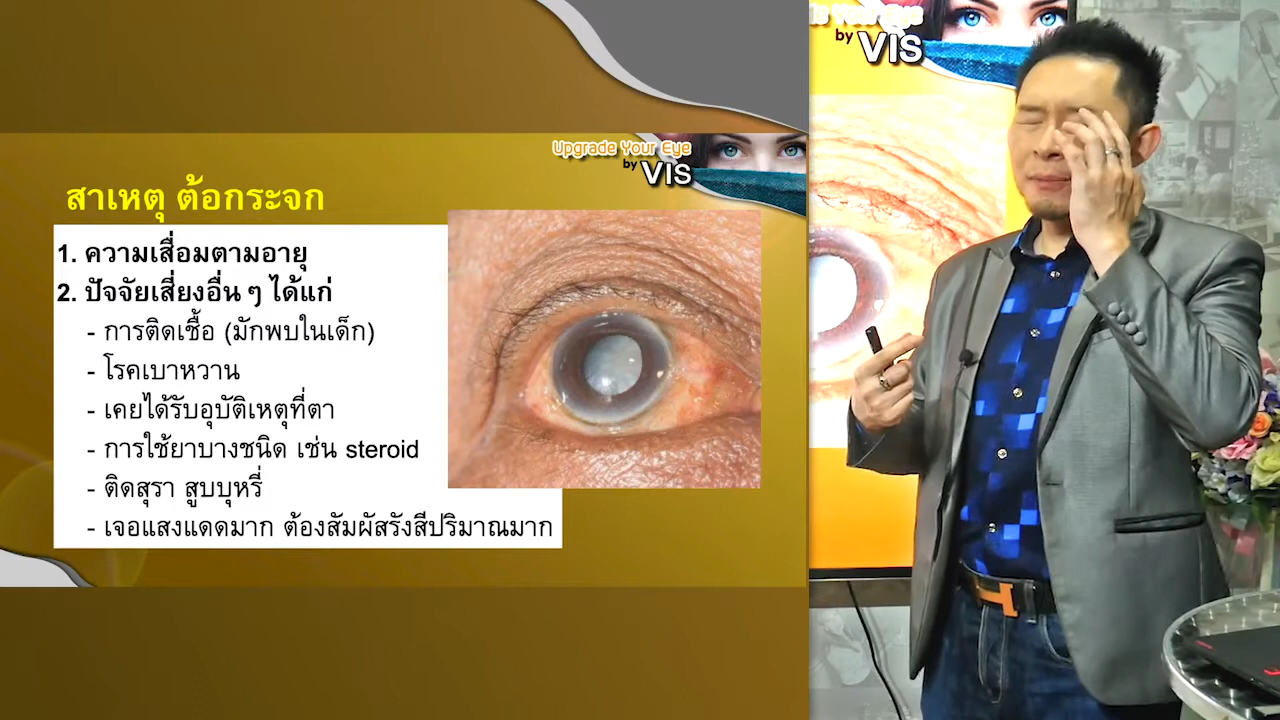 Upgrade Your Eye
by VIS
สาเหตุ ต้อกระจก
1. ความเสื่อมตามอายุ
2. ปัจจัยเสี่ยงอื่น ๆ ได้แก่
- การติดเชื้อ (มักพบในเด็ก)
- โรคเบาหวาน
- เคยได้รับอุบัติเหตุที่ตา
- การใช้ยาบางชนิด เช่น steroid
- ติดสุรา สูบบุหรี่
- เจอแสงแดดมาก ต้องสัมผัสรังสีปริมาณมาก
Your Eye
by VIS